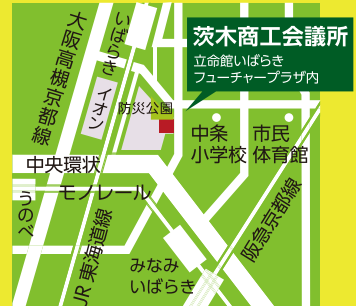 茨木商工会議所
立命館いばらき
フューチャープラザ内
大阪高槻京都線
いばらき
イオン
防災公園
中条
小学校
市民
体育館
中央環状
モノレール
うのべ
JR東海道線
阪急京都線
みなみ
いばらき